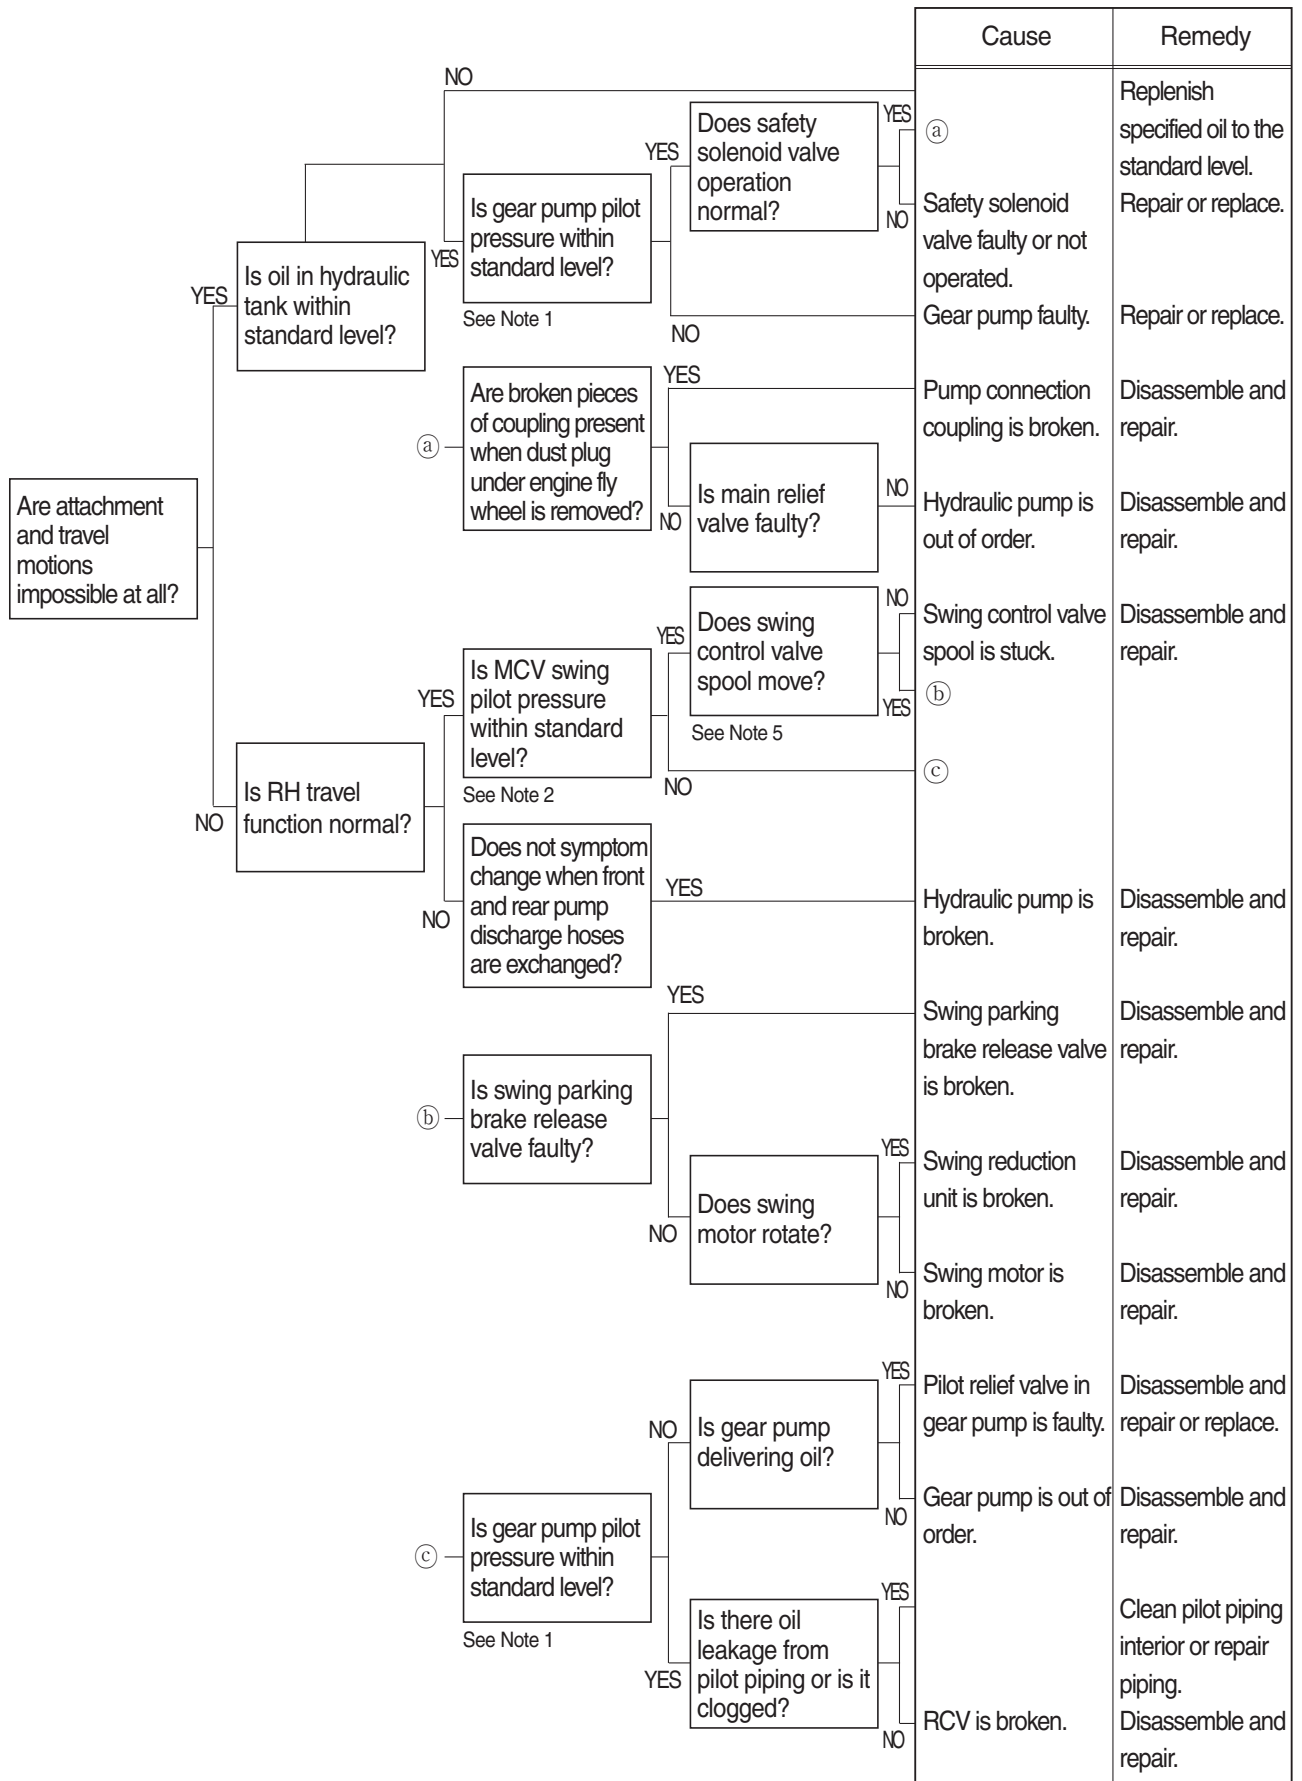 Cause
Remedy
NO
Replenish
specified oil to the
standard level.
YES
Does safety
solenoid valve
operation
normal?
YES
ⓐ
NO
Safety solenoid
valve faulty or not
operated.
Repair or replace.
Is gear pump pilot
pressure within
standard level?
YES
See Note 1
NO
Gear pump faulty.
Repair or replace.
YES
Is oil in hydraulic
tank within
standard level?
ⓐ
Are broken pieces
of coupling present
when dust plug
under engine fly
wheel is removed?
YES
Pump connection
coupling is broken.
Disassemble and
repair.
NO
Is main relief
valve faulty?
NO
Hydraulic pump is
out of order.
Disassemble and
repair.
Are attachment
and travel
motions
impossible at all?
YES
Does swing
control valve
spool move?
See Note 5
NO
Swing control valve
spool is stuck.
Disassemble and
repair.
YES
ⓑ
YES
Is MCV swing
pilot pressure
within standard
level?
See Note 2
NO
ⓒ
NO
Is RH travel
function normal?
NO
Does not symptom
change when front
and rear pump
discharge hoses
are exchanged?
YES
Hydraulic pump is
broken.
Disassemble and
repair.
ⓑ
Is swing parking
brake release
valve faulty?
YES
Swing parking
brake release valve
is broken.
Disassemble and
repair.
NO
Does swing
motor rotate?
YES
Swing reduction
unit is broken.
Disassemble and
repair.
NO
Swing motor is
broken.
Disassemble and
repair.
ⓒ
Is gear pump pilot
pressure within
standard level?
See Note 1
NO
Is gear pump
delivering oil?
YES
Pilot relief valve in
gear pump is faulty.
Disassemble and
repair or replace.
NO
Gear pump is out of
order.
Disassemble and
repair.
YES
Is there oil
leakage from
pilot piping or is it
clogged?
YES
Clean pilot piping
interior or repair
piping.
NO
RCV is broken.
Disassemble and
repair.